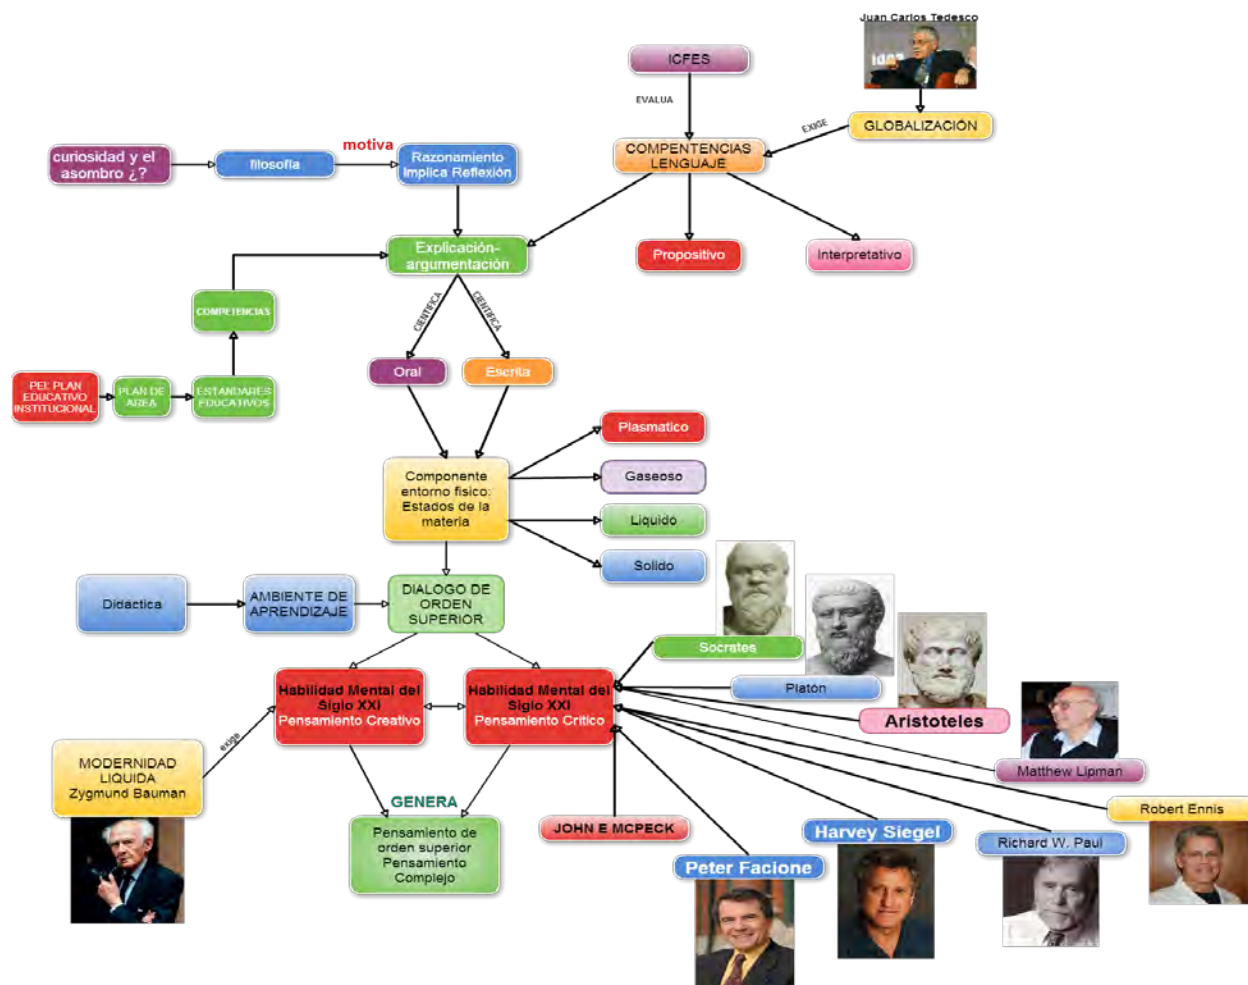 Juan Carlos Tedesco
ICFES
EVALUA
GLOBALIZACIÓN
EXIGE
COMPENTENCIAS
LENGUAJE
curiosidad y el
asombro ¿?
filosofía
motiva
Razonamiento
Implica Reflexión
Explicación-
argumentación
Propositivo
Interpretativo
COMPETENCIAS
CIENTIFICA
CIENTIFICA
Oral
Escrita
PEI: PLAN
EDUCATIVO
INSTITUCIONAL
PLAN DE
AREA
ESTANDARES
EDUCATIVOS
Plasmatico
Componente
entorno fisico:
Estados de la
materia
Gaseoso
Liquido
Solido
Didactica
AMBIENTE DE
APRENDIZAJE
DIALOGO DE
ORDEN
SUPERIOR
Socrates
Platón
Aristoteles
Habilidad Mental del
Siglo XXI
Pensamiento Creativo
Habilidad Mental del
Siglo XXI
Pensamiento Critico
exige
MODERNIDAD
LIQUIDA
Zygmund Bauman
Matthew Lipman
GENERA
Robert Ennis
Pensamiento de
orden superior
Pensamiento
Complejo
JOHN E MCPECK
Harvey Siegel
Richard W. Paul
Peter Facione